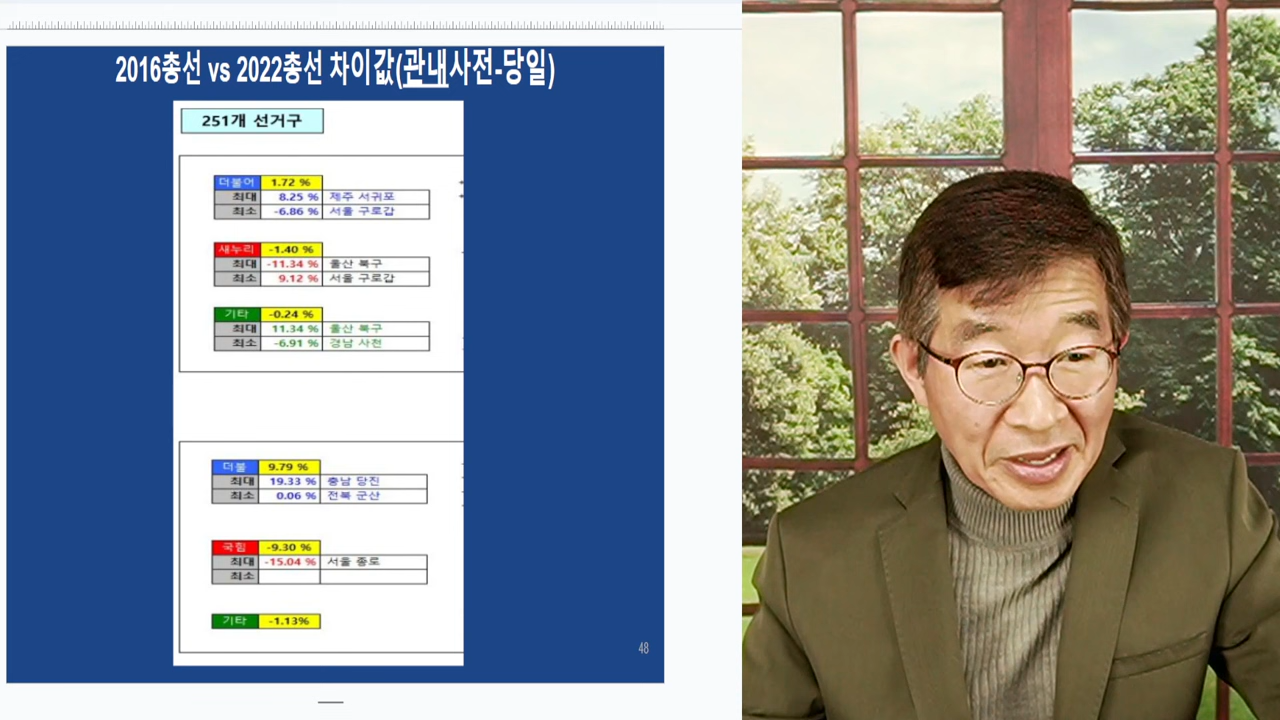 2016총선 vs 2022총선 차이값(관내사전-당일)
251개 선거구
더불어 1.72 %
최대 8.25 % 제주 서귀포
최소 -6.86 % 서울 구로갑
새누리 -1.40 %
최대 -11.34 % 울산 북구
최소 9.12 % 서울 구로갑
기타 -0.24 %
최대 11.34 % 울산 북구
최소 -6.91 % 경남 사전
더불 9.79 %
최대 19.33 % 충남 당진
최소 0.06 % 전북 군산
국힘 -9.30 %
최대 -15.04 % 서울 종로
최소
기타 -1.13%
48